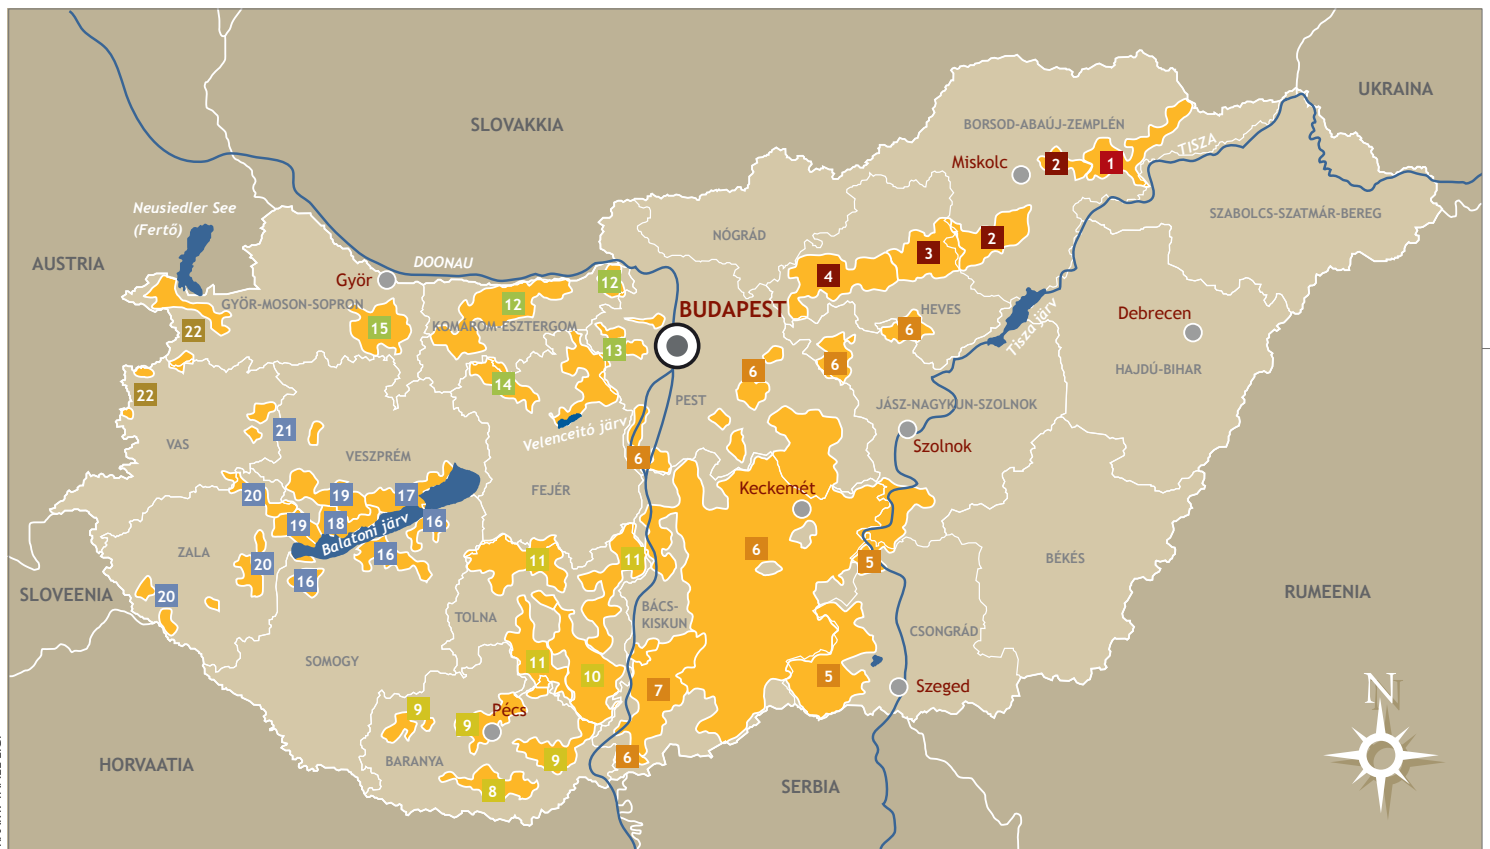 UKRAINA
SLOVAKKIA
BORSOD-ABAÚJ-ZEMPLÉN
TISZA
Miskolc
2
1
Neusiedler See
(Fertő)
SZABOLCS-SZATMÁR-BEREG
NÓGRÁD
2
3
4
AUSTRIA
DOONAU
Györ
12
12
GYÖR-MOSON-SOPRON
BUDAPEST
HEVES
Debrecen
22
15
KOMÁROM-ESZTERGOM
6
Tisza järv
13
6
6
HAJDÚ-BIHAR
14
22
PEST
JÁSZ-NAGYKUN-SZOLNOK
21
Velenceitó järv
VAS
Szolnok
VESZPRÉM
6
FEJÉR
Keckemét
20
19
17
19
18
16
Balatoni järv
ZALA
16
6
BÉKÉS
20
11
11
5
16
SLOVEENIA
20
RUMEENIA
BÁCS-
KISKUN
TOLNA
CSONGRÁD
SOMOGY
11
10
5
7
Szeged
N
9
9
Pécs
HORVAATIA
BARANYA
9
6
SERBIA
8